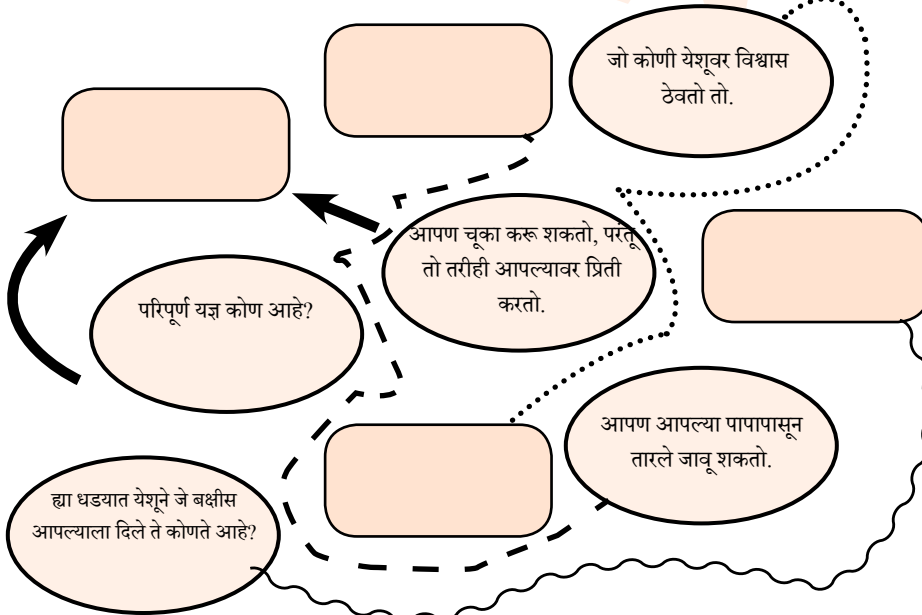 जो कोणी येशूवर विश्वास
ठेवतो तो.
आपण चूका करू शकतो, परंतू
तो तरीही आपल्यावर प्रिती
करतो.
परिपूर्ण यज्ञ कोण आहे?
आपण आपल्या पापापासून
तारले जावू शकतो.
ह्या धडयात येशूने जे बक्षीस
आपल्याला दिले ते कोणते आहे?